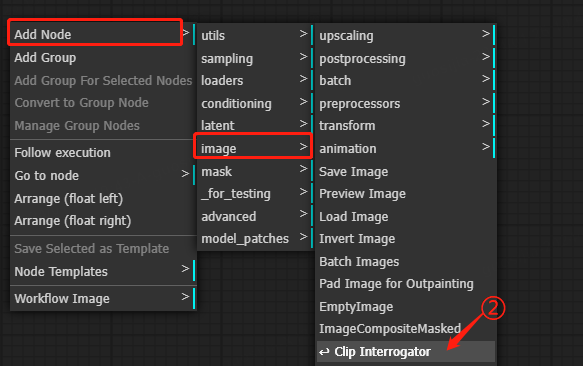 Add Node >
Add Group
Add Group For Selected Nodes
Convert to Group Node
Manage Group Nodes
Follow execution
Go to node >
Arrange (float left)
Arrange (float right)
Save Selected as Template
Node Templates >
Workflow Image >
utils >
sampling >
loaders >
conditioning >
latent >
image >
mask >
_for_testing >
advanced >
model_patches >
upscaling >
postprocessing >
batch >
preprocessors >
transform >
animation >
Save Image
Preview Image
Load Image
Invert Image
Batch Images
Pad Image for Outpainting
EmptyImage
ImageCompositeMasked
↩ Clip Interrogator
②